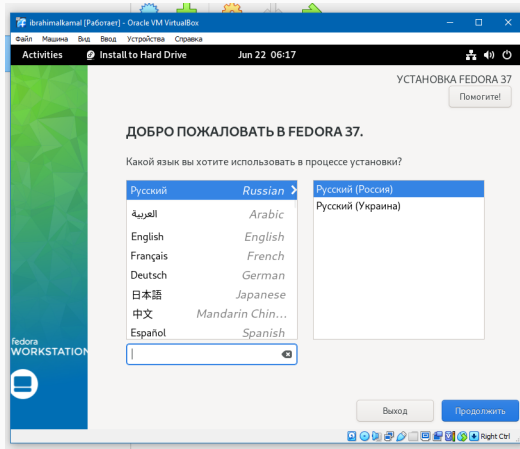 ibrahimalkamal [Работает] - Oracle VM VirtualBox
Файл Машина Вид Ввод Устройства Справка
Activities Install to Hard Drive Jun 22 06:17
УСТАНОВКА FEDORA 37
Помогите!
ДОБРО ПОЖАЛОВАТЬ В FEDORA 37.
Какой язык вы хотите использовать в процессе установки?
Русский Russian Русский (Россия)
العربية Arabic Русский (Украина)
English English
Français French
Deutsch German
日本語 Japanese
中文 Mandarin Chin...
Español Spanish
fedora
WORKSTATION
Выход Продолжить
Right Ctrl